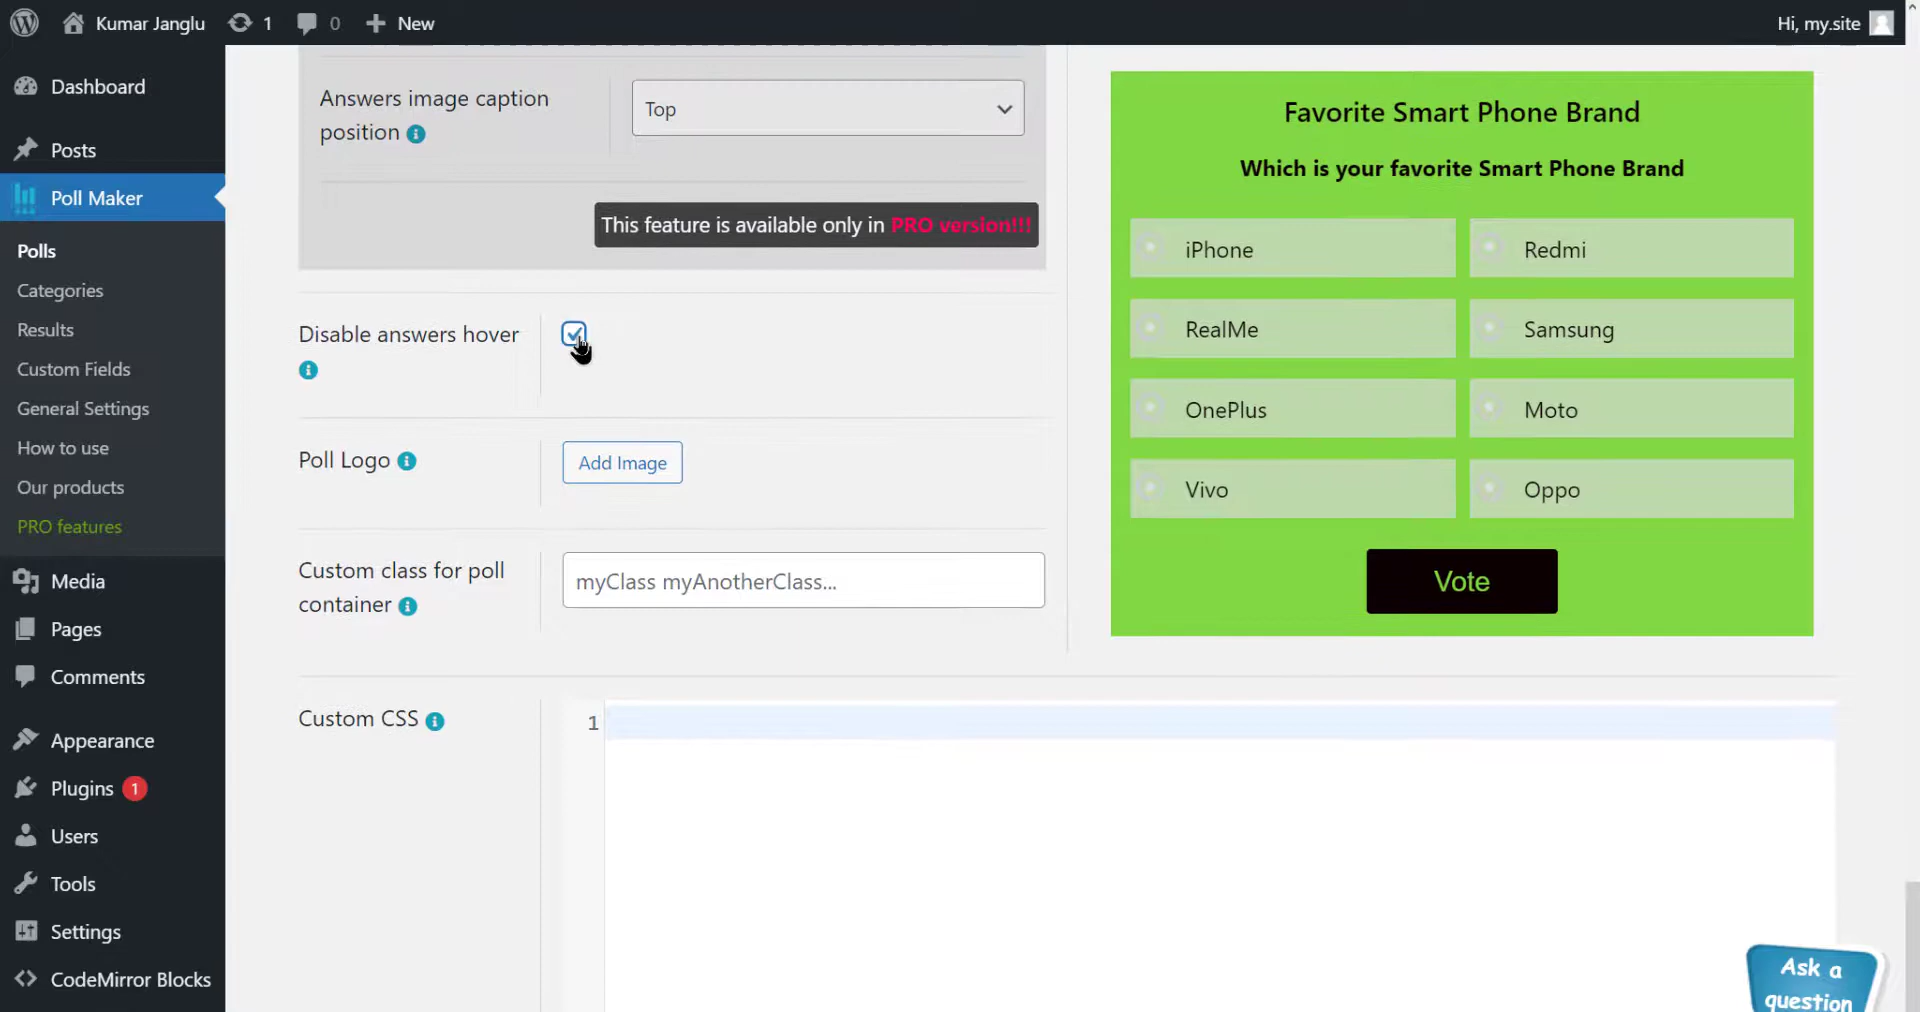 Kumar Janglu
1
0
New
Hi, my.site
Dashboard
Posts
Poll Maker
Polls
Categories
Results
Custom Fields
General Settings
How to use
Our products
PRO features
Media
Pages
Comments
Appearance
Plugins 1
Users
Tools
Settings
CodeMirror Blocks
Answers image caption
position
Top
This feature is available only in PRO version!!!
Disable answers hover
Poll Logo
Add Image
Custom class for poll
container
myClass myAnotherClass...
Custom CSS
1
Favorite Smart Phone Brand
Which is your favorite Smart Phone Brand
iPhone
Redmi
RealMe
Samsung
OnePlus
Moto
Vivo
Oppo
Vote
Ask a
question